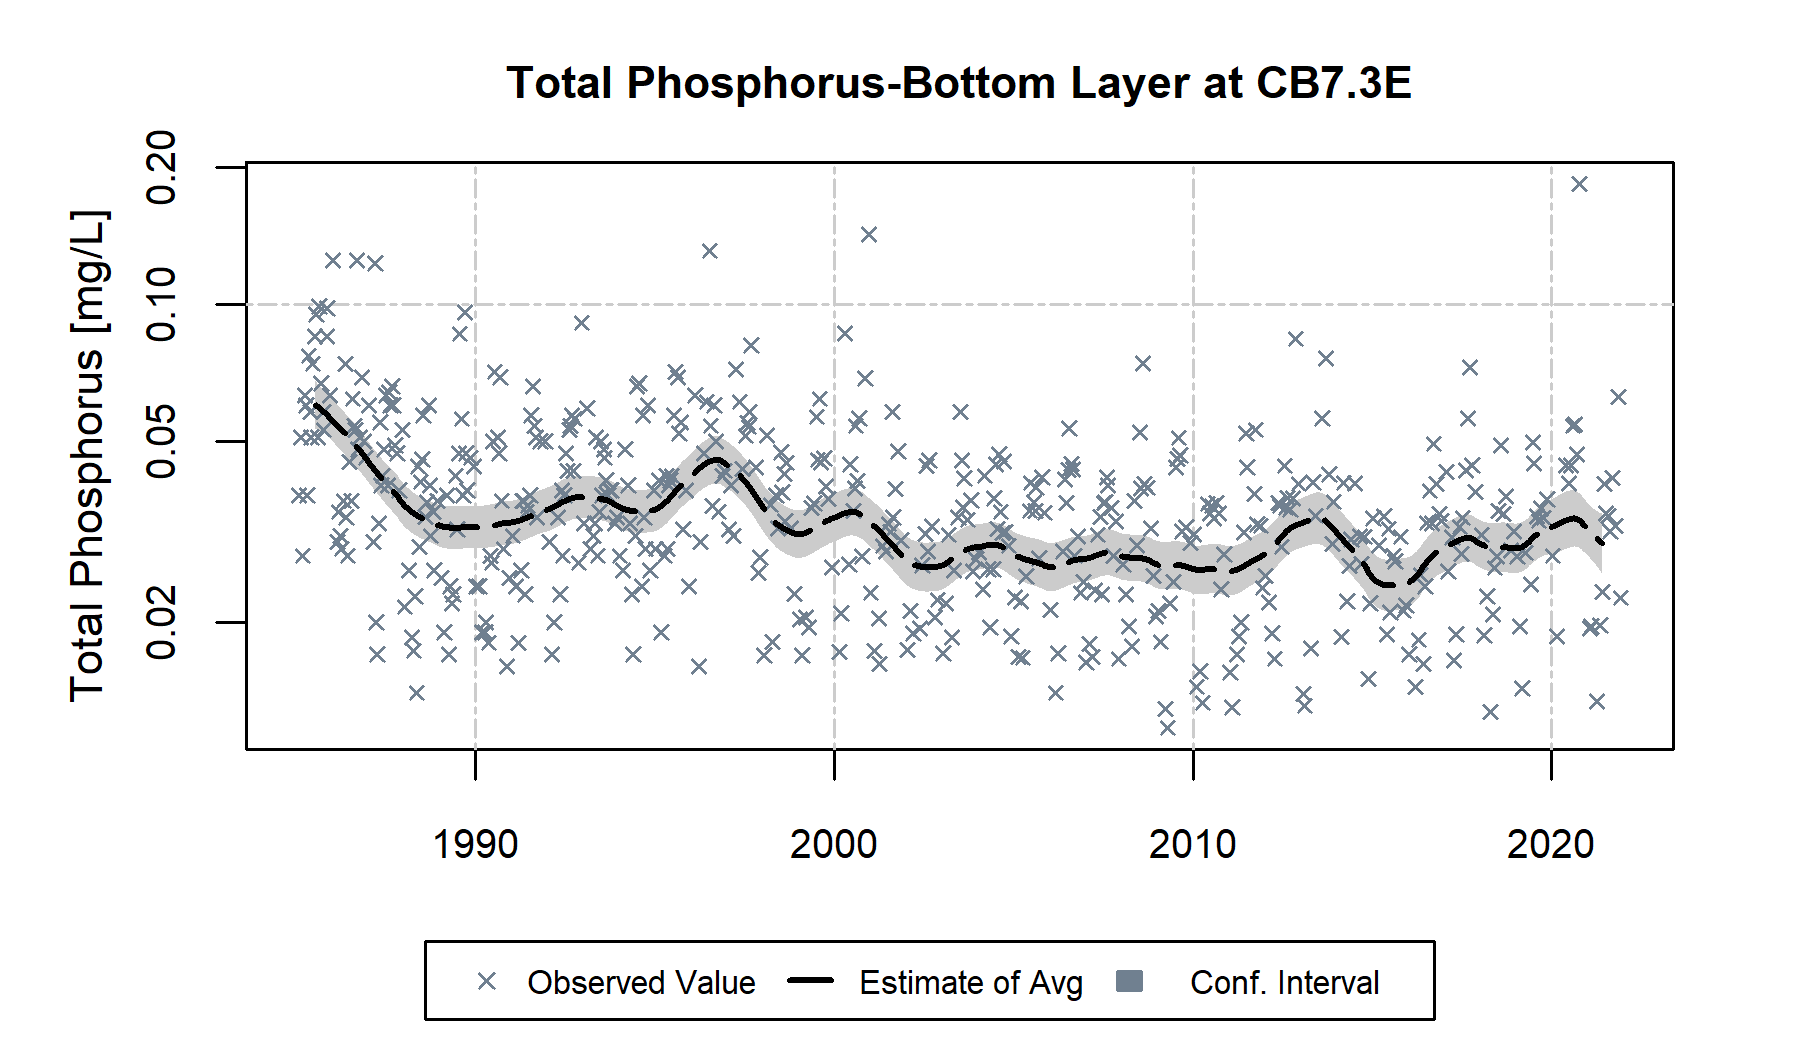 Total Phosphorus-Bottom Layer at CB7.3E
Total Phosphorus [mg/L]
0.20
0.10
0.05
0.02
1990 2000 2010 2020
Observed Value Estimate of Avg Conf. Interval